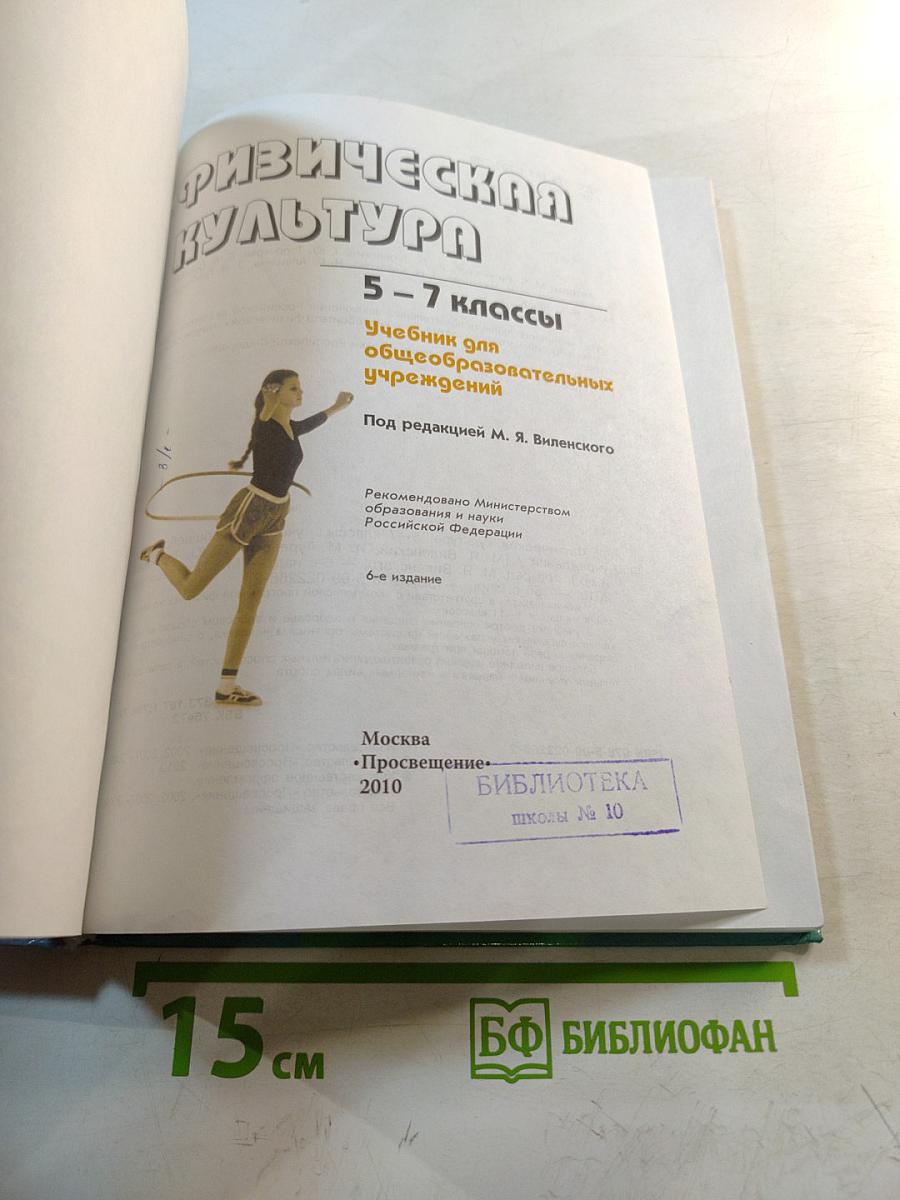 ФИЗИЧЕСКАЯ
КУЛЬТУРА
5 – 7 классы
Учебник для
общеобразовательных
учреждений
Под редакцией М. Я. Виленского
Рекомендовано Министерством
образования и науки
Российской Федерации
6-е издание
Москва
•Просвещение•
2010
БИБЛИОТЕКА
школы № 10
15 см
БФ БИБЛИОФАН